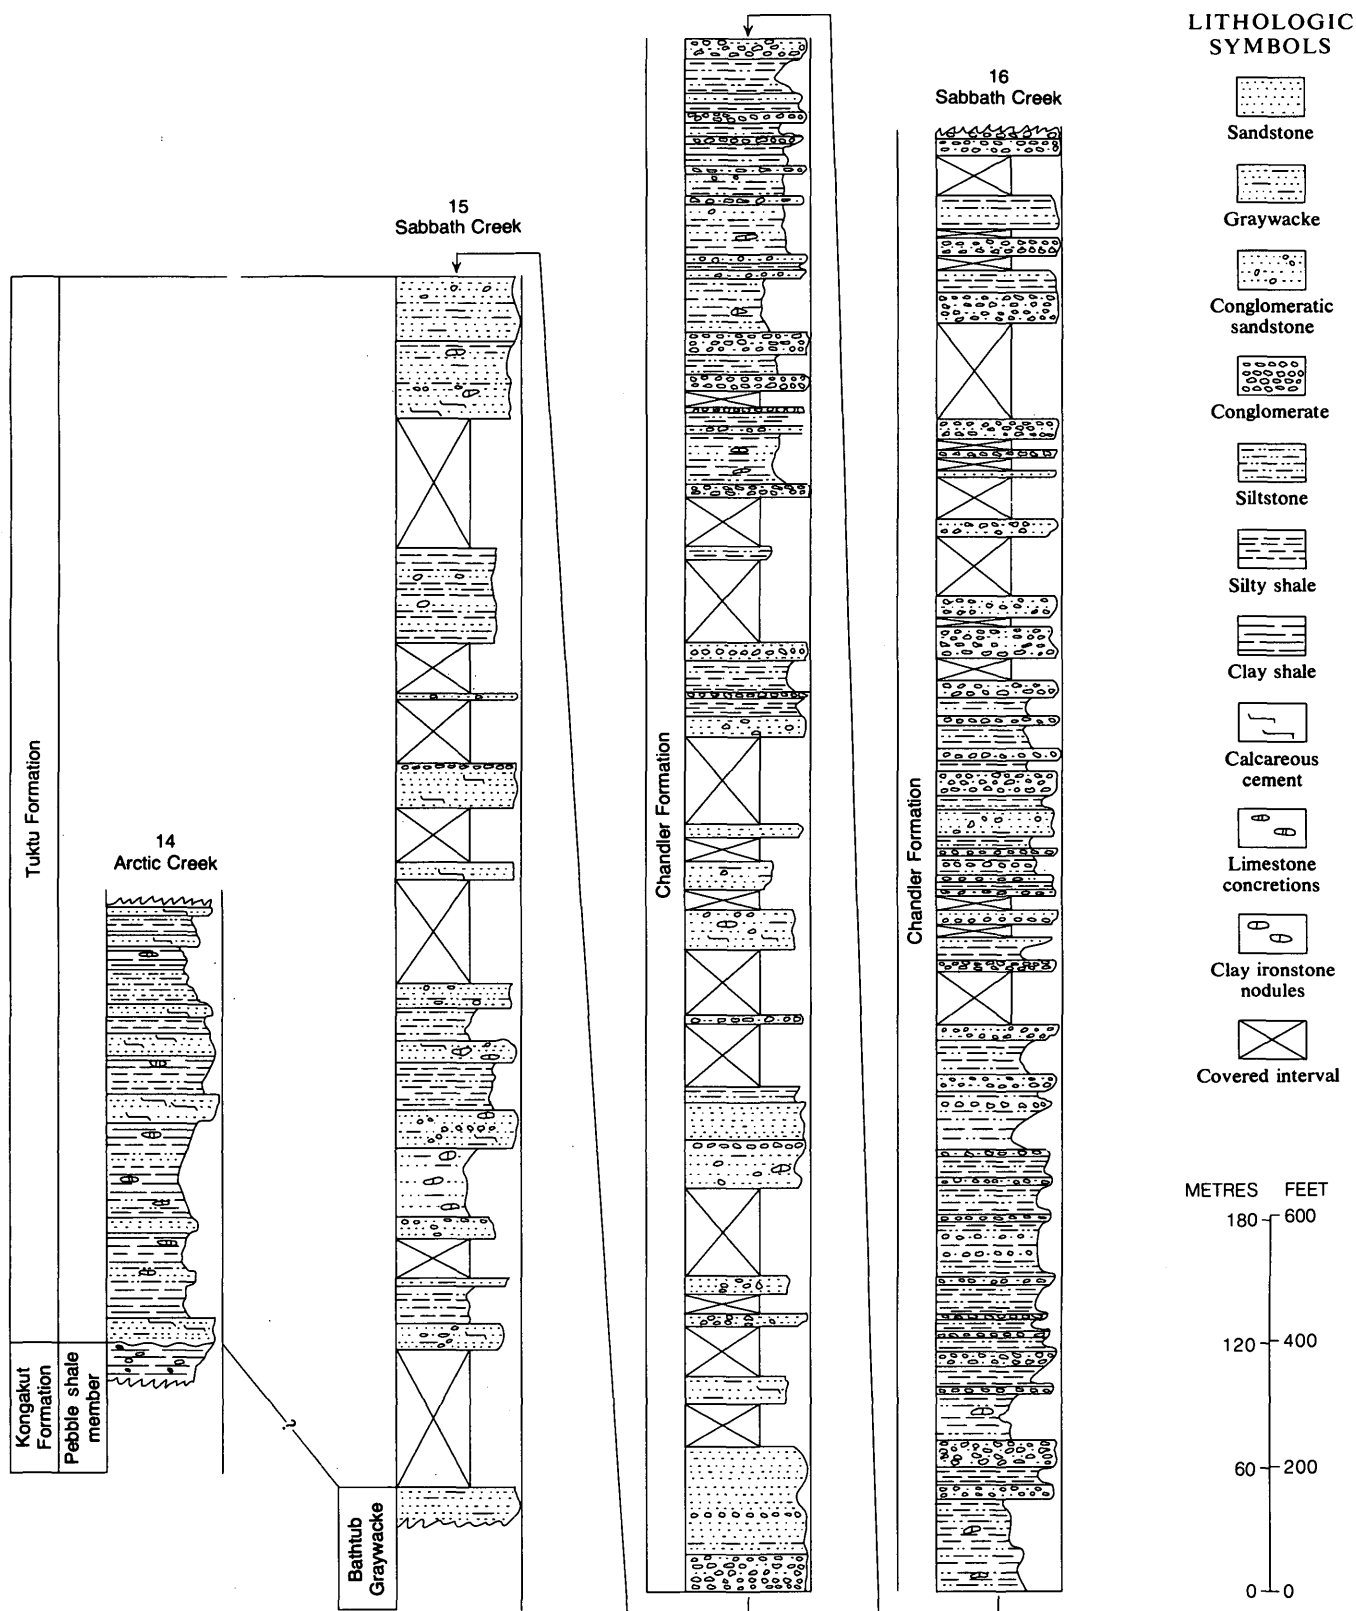 LITHOLOGIC
SYMBOLS
Sandstone
Graywacke
Conglomeratic
sandstone
Conglomerate
Siltstone
Silty shale
Clay shale
Calcareous
cement
Limestone
concretions
Clay ironstone
nodules
Covered interval
METRES FEET
180 600
120 400
60 200
0 0
14
Arctic Creek
15
Sabbath Creek
16
Sabbath Creek
Tuktu Formation
Kongakut
Formation
Pebble shale
member
?
Bathtub
Graywacke
Chandler Formation
Chandler Formation